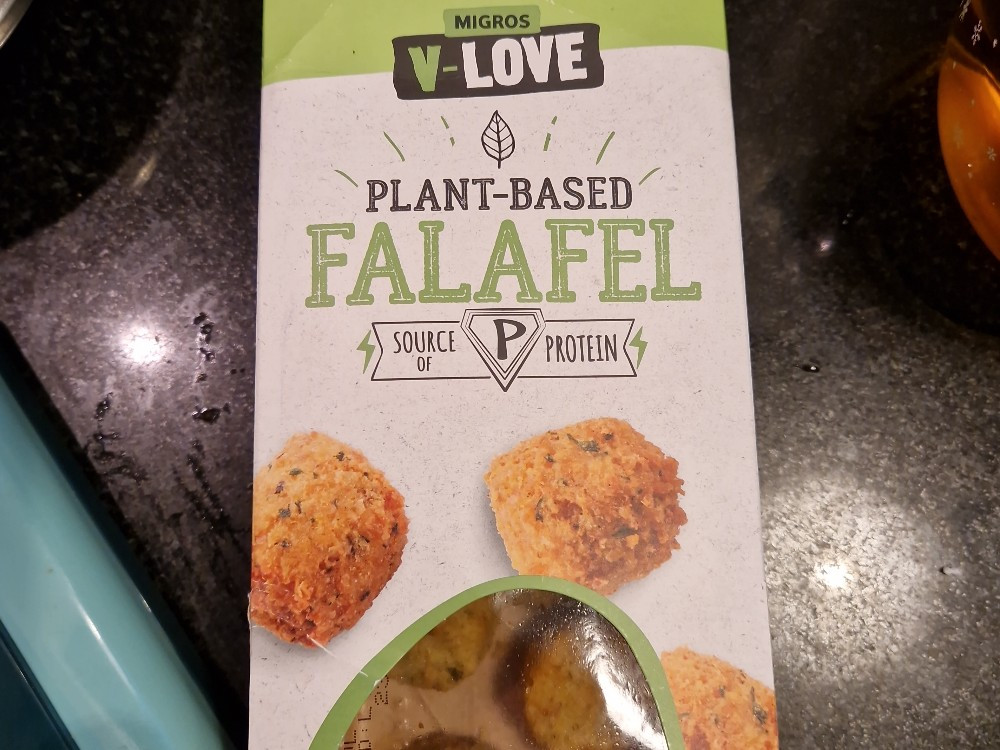 MIGROS
V-LOVE
PLANT-BASED
FALAFEL
SOURCE OF
P
PROTEIN